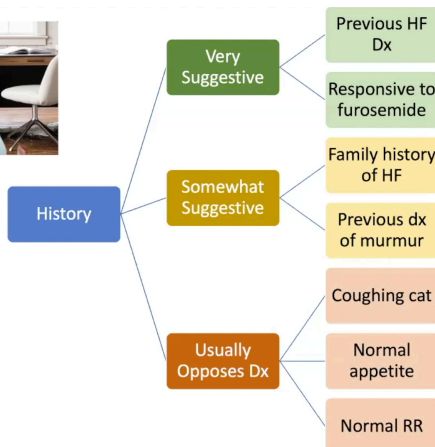 Previous HF
Dx
Very
Suggestive
Responsive to
furosemide
Family history
of HF
Somewhat
Suggestive
History
Previous dx
of murmur
Coughing cat
Usually
Opposes Dx
Normal
appetite
Normal RR